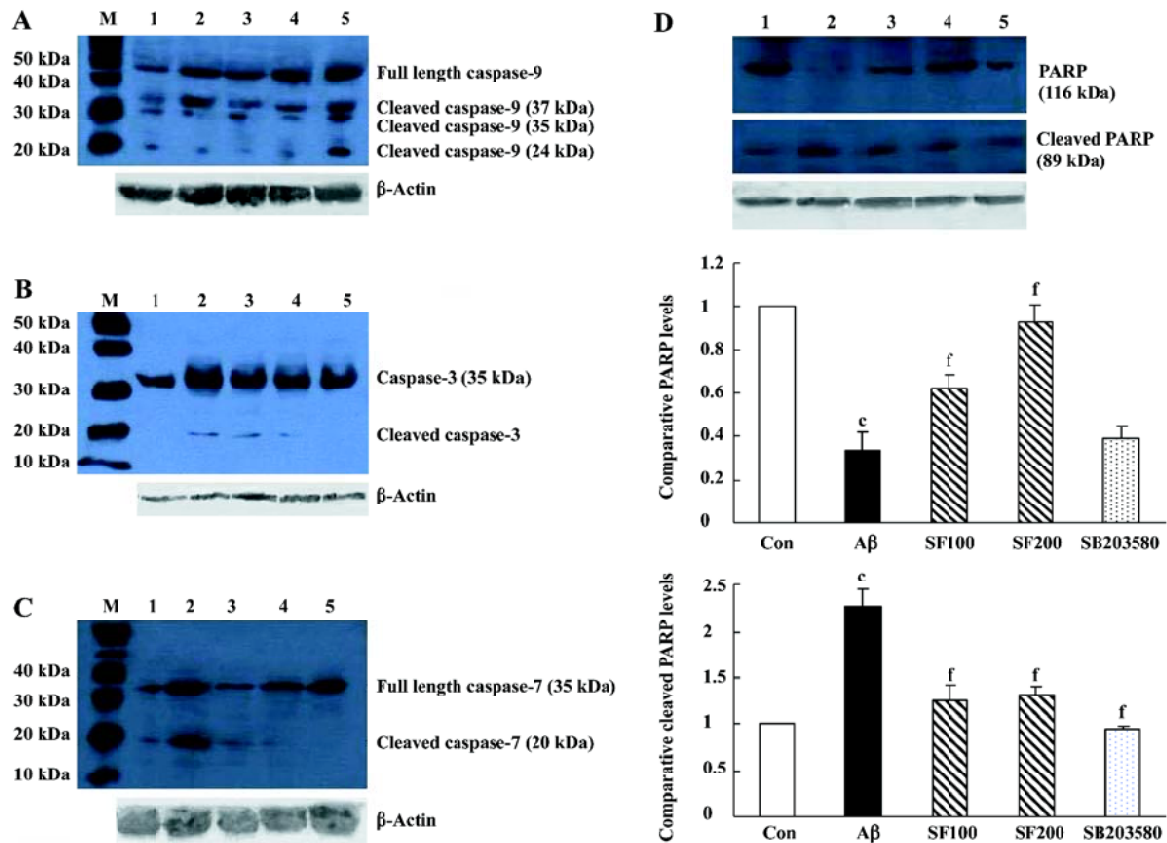 A
M 1 2 3 4 5
50 kDa
40 kDa
30 kDa
20 kDa
Full length caspase-9
Cleaved caspase-9 (37 kDa)
Cleaved caspase-9 (35 kDa)
Cleaved caspase-9 (24 kDa)
β-Actin
B
M 1 2 3 4 5
50 kDa
40 kDa
30 kDa
20 kDa
10 kDa
Caspase-3 (35 kDa)
Cleaved caspase-3
β-Actin
C
M 1 2 3 4 5
40 kDa
30 kDa
20 kDa
10 kDa
Full length caspase-7 (35 kDa)
Cleaved caspase-7 (20 kDa)
β-Actin
D
1 2 3 4 5
PARP
(116 kDa)
Cleaved PARP
(89 kDa)
Comparative PARP levels
1.2
1
0.8
0.6
0.4
0.2
0
c
f
f
Con Aβ SF100 SF200 SB203580
Comparative cleaved PARP levels
2.5
2
1.5
1
0.5
0
c
f
f
f
Con Aβ SF100 SF200 SB203580